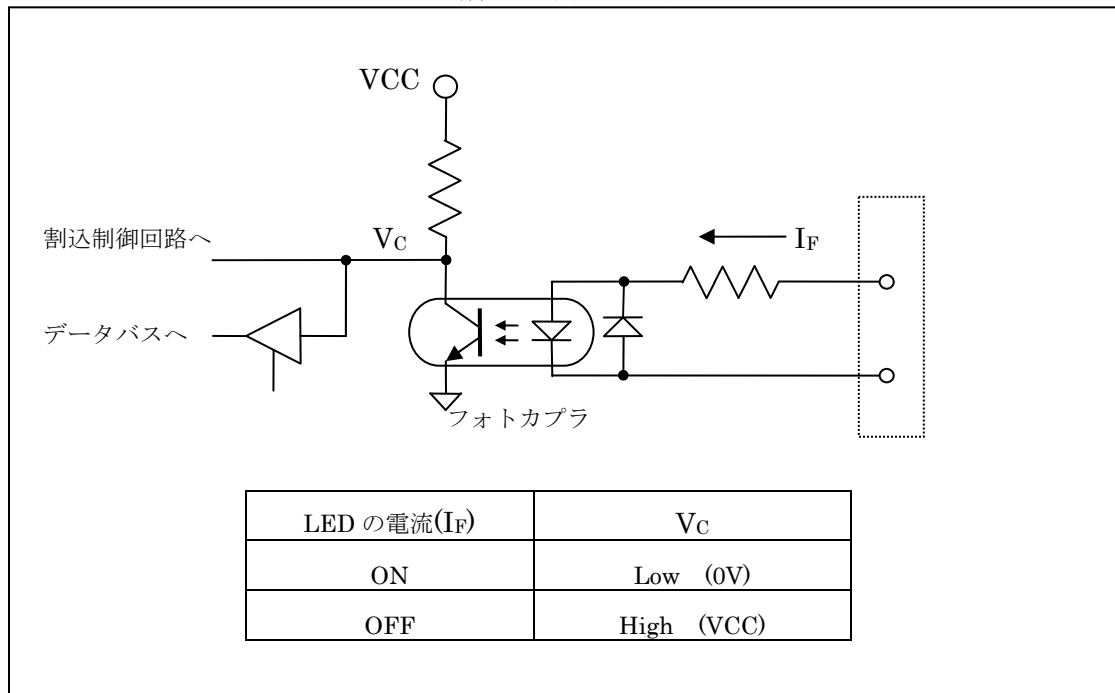 VCC
割込制御回路へ
VC
IF
データバスへ
フォトカプラ
LED の電流(IF)
VC
ON
Low (0V)
OFF
High (VCC)